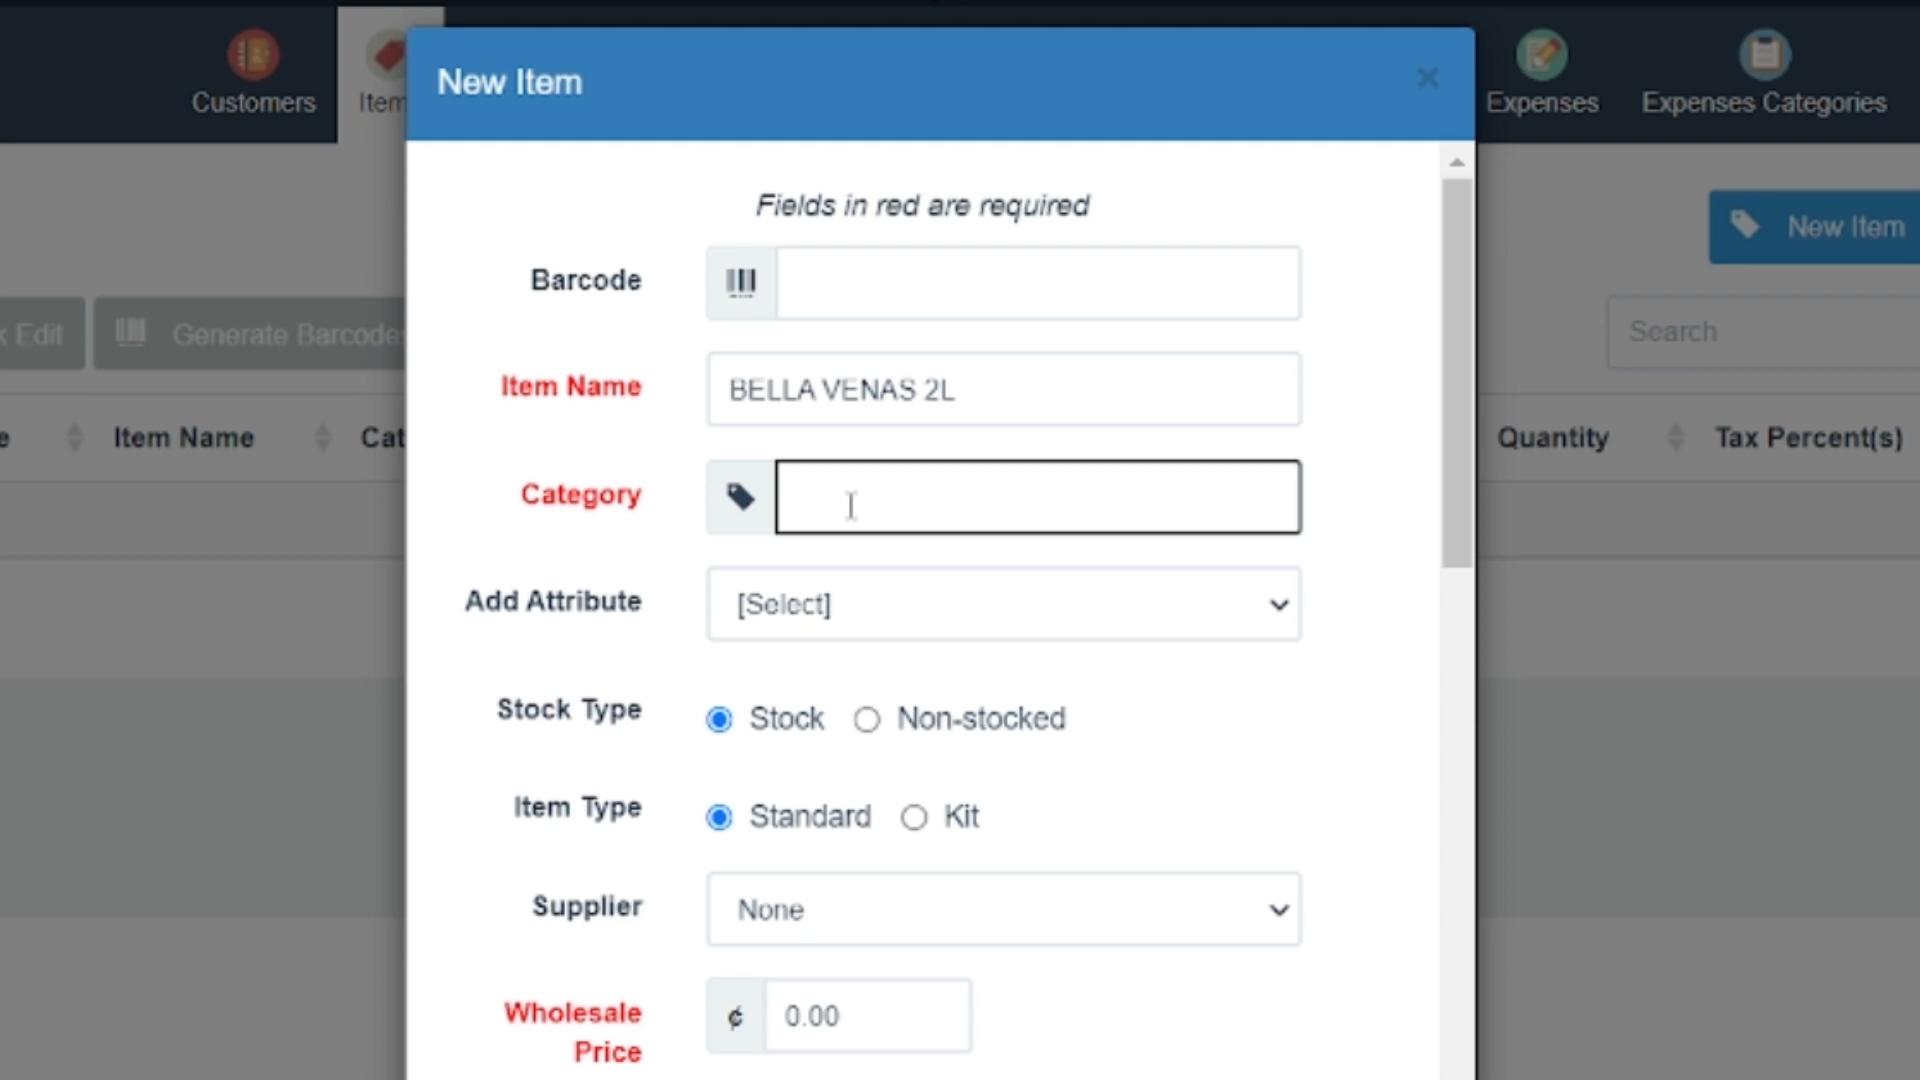 Customers
Item
Expenses
Expenses Categories
New Item
×
Fields in red are required
New Item
Barcode
Edit
Generate Barcodes
Search
Item Name
BELLA VENAS 2L
Item Name
Cat
Quantity
Tax Percent(s)
Category
Add Attribute
[Select]
Stock Type
Stock
Non-stocked
Item Type
Standard
Kit
Supplier
None
Wholesale
Price
¢
0.00